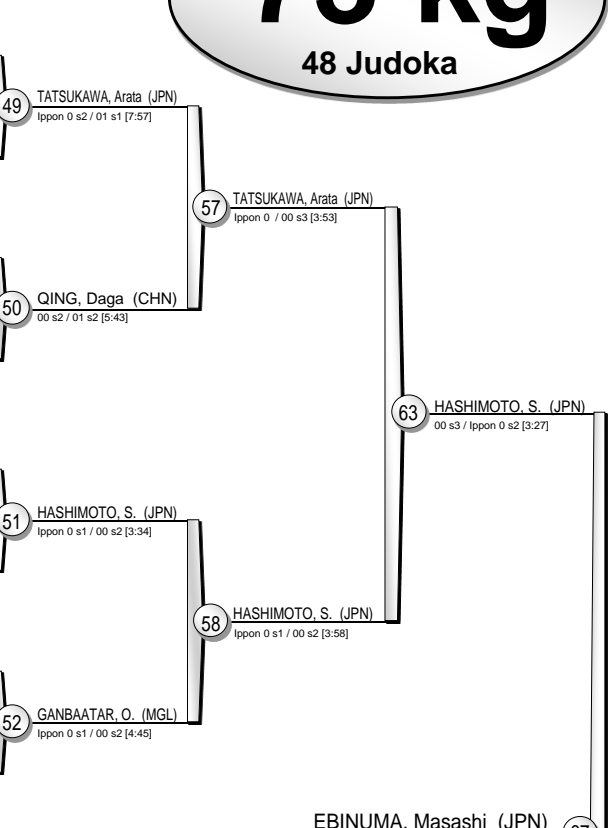 73 kg
48 Judoka
49
TATSUKAWA, Arata (JPN)
Ippon 0 s2 / 01 s1 [7:57]
57
TATSUKAWA, Arata (JPN)
Ippon 0 / 00 s3 [3:53]
50
QING, Daga (CHN)
00 s2 / 01 s2 [5:43]
63
HASHIMOTO, S. (JPN)
00 s3 / Ippon 0 s2 [3:27]
51
HASHIMOTO, S. (JPN)
Ippon 0 s1 / 00 s2 [3:34]
58
HASHIMOTO, S. (JPN)
Ippon 0 s1 / 00 s2 [3:58]
52
GANBAATAR, O. (MGL)
Ippon 0 s1 / 00 s2 [4:45]
EBINUMA, Masashi (JPN)
67